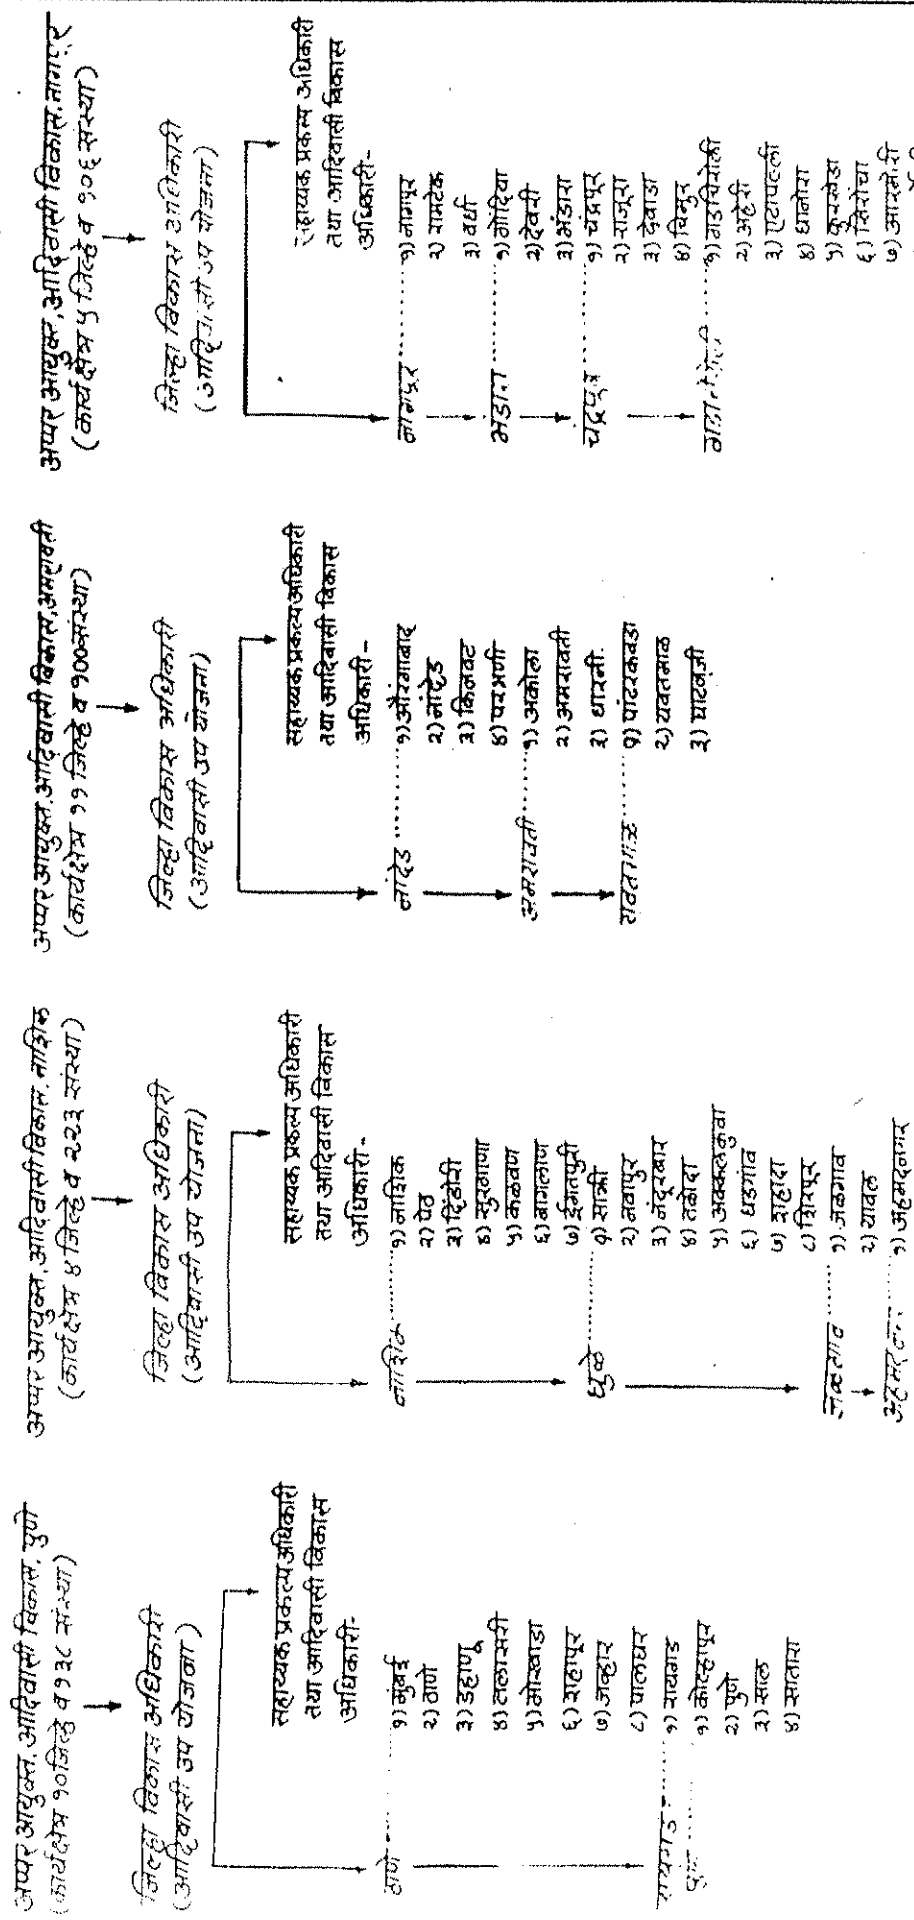 अप्पर आयुक्त, आदिवासी विकास, पुणे
(कार्यक्षेत्र १० जिल्हे व १३८ संस्था)
जिल्हा विकास अधिकारी
(आदिवासी उप योजना)
सहाय्यक प्रकल्प अधिकारी
तथा आदिवासी विकास
अधिकारी-
ठाणे ........ १) मुंबई
२) ठाणे
३) डहाणू
४) तलासरी
५) मोखाडा
६) शहापूर
७) जव्हार
८) पालघर
रायगड ........ १) रायगड
पुणे ........ १) कोल्हापूर
२) पुणे
३) साल
४) सातारा
अप्पर आयुक्त, आदिवासी विकास, नाशिक
(कार्यक्षेत्र ४ जिल्हे व २२३ संस्था)
जिल्हा विकास अधिकारी
(आदिवासी उप योजना)
सहाय्यक प्रकल्प अधिकारी
तथा आदिवासी विकास
अधिकारी-
नाशिक ........ १) नाशिक
२) पेठ
३) दिंडोरी
४) सुरगाणा
५) कळवण
६) बागलाण
७) ईगतपुरी
धुळे ........ १) साक्री
२) नवापुर
३) नंदूरबार
४) तळोदा
५) अक्कलकुवा
६) धडगांव
७) शहादा
८) शिरपूर
जळगाव ........ १) जळगाव
२) यावल
अहमदनगर ........ १) अहमदनगर
अप्पर आयुक्त, आदिवासी विकास, अमरावती
(कार्यक्षेत्र ११ जिल्हे व १०० संस्था)
जिल्हा विकास अधिकारी
(आदिवासी उप योजना)
सहाय्यक प्रकल्प अधिकारी
तथा आदिवासी विकास
अधिकारी-
नांदेड ........ १) औरंगाबाद
२) नांदेड
३) किनवट
४) परभणी
अमरावती ........ १) अकोला
२) अमरावती
३) धारणी.
यवतमाळ ........ १) पांढरकवडा
२) यवतमाळ
३) घाटंजी
अप्पर आयुक्त, आदिवासी विकास, नागपूर
(कार्यक्षेत्र ५ जिल्हे व १०६ संस्था)
जिल्हा विकास अधिकारी
(आदिवासी उप योजना)
सहाय्यक प्रकल्प अधिकारी
तथा आदिवासी विकास
अधिकारी-
नागपूर ........ १) नागपूर
२) रामटेक
३) वर्धा
भंडारा ........ १) गोंदिया
२) देवरी
३) भंडारा
चंद्रपूर ........ १) चंद्रपूर
२) राजूरा
३) देवाडा
४) चिमुर
गडचिरोली ........ १) गडचिरोली
२) अहेरी
३) एटापल्ली
४) धानोरा
५) कुरखेडा
६) सिरोंचा
७) आरमोरी